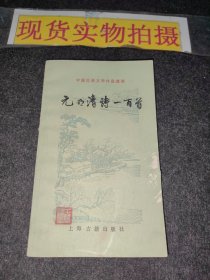 现货实物拍摄
中国古典文学作品选读
元明清诗一百首
上海古籍出版社